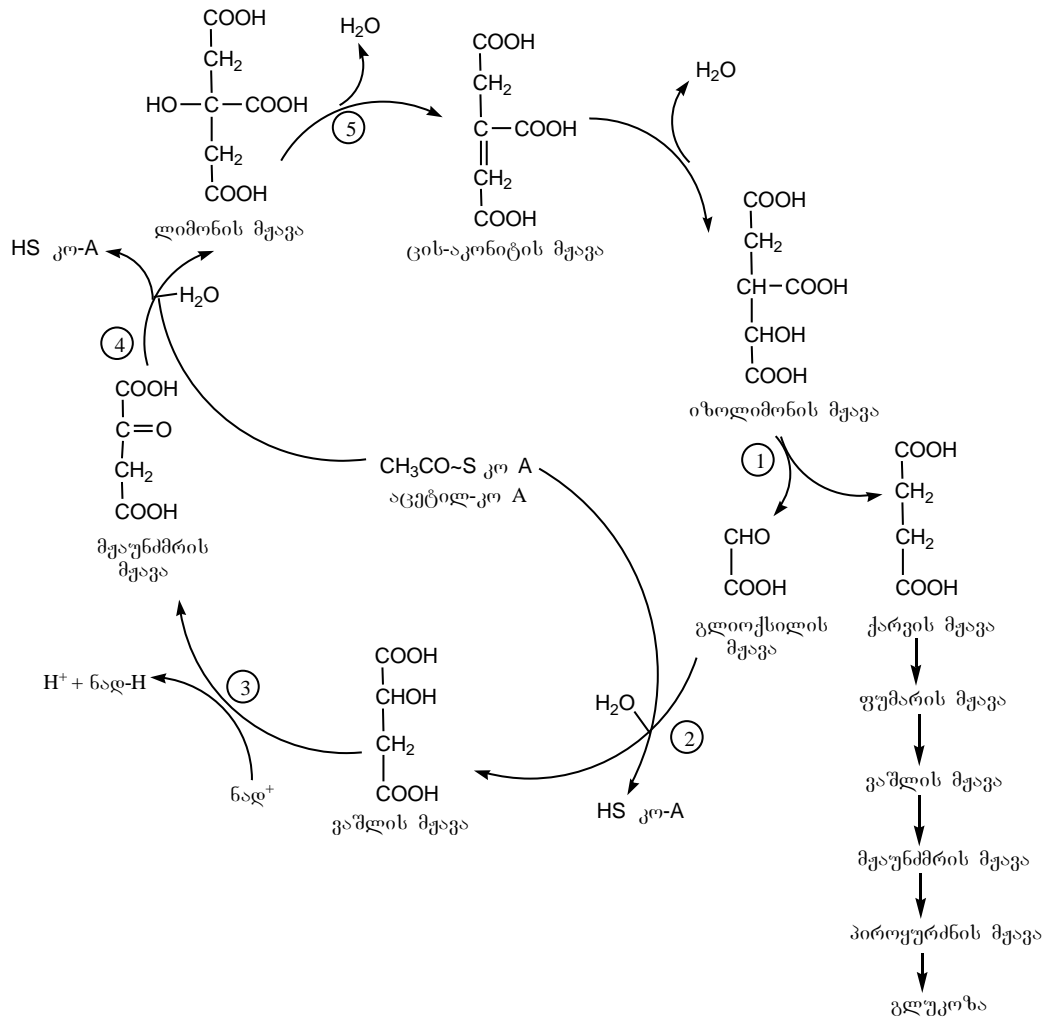 COOH
CH₂
HO—C—COOH
CH₂
COOH
ლიმონის მჟავა
H₂O
5
COOH
CH₂
C—COOH
CH₂
COOH
ცის-აკონიტის მჟავა
H₂O
COOH
CH₂
CH—COOH
CHOH
COOH
იზოლიმონის მჟავა
HS კო-A
H₂O
4
COOH
C=O
CH₂
COOH
მჟაუნძმრის
მჟავა
CH₃CO~S კო A
აცეტილ-კო A
1
CHO
COOH
გლიოქსილის
მჟავა
COOH
CH₂
CH₂
COOH
ქარვის მჟავა
ფუმარის მჟავა
ვაშლის მჟავა
მჟაუნძმრის მჟავა
პიროყურძნის მჟავა
გლუკოზა
H₂O
2
HS კო-A
COOH
CHOH
CH₂
COOH
ვაშლის მჟავა
3
H⁺ + ნად-H
ნად⁺